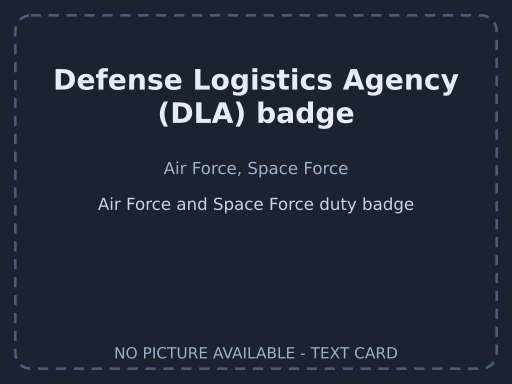 Defense Logistics Agency
(DLA) badge
Air Force, Space Force
Air Force and Space Force duty badge
NO PICTURE AVAILABLE - TEXT CARD